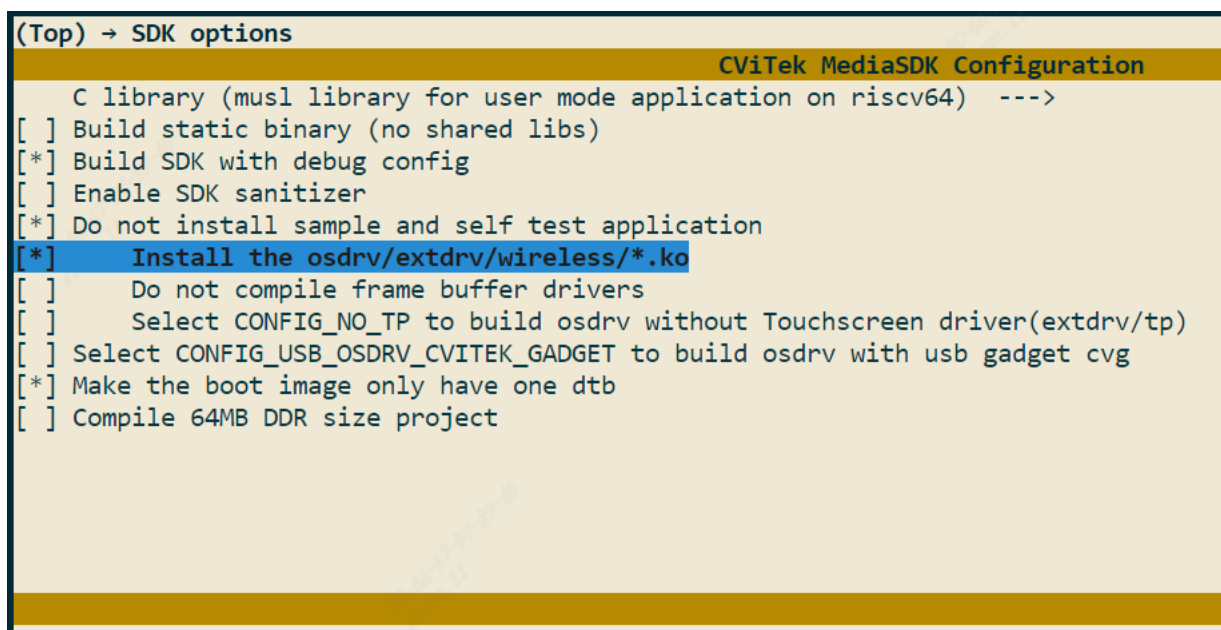 (Top) → SDK options
CViTek MediaSDK Configuration
C library (musl library for user mode application on riscv64)  --->
[ ] Build static binary (no shared libs)
[*] Build SDK with debug config
[ ] Enable SDK sanitizer
[*] Do not install sample and self test application
[*]     Install the osdrv/extdrv/wireless/*.ko
[ ]     Do not compile frame buffer drivers
[ ]     Select CONFIG_NO_TP to build osdrv without Touchscreen driver(extdrv/tp)
[ ] Select CONFIG_USB_OSDRV_CVITEK_GADGET to build osdrv with usb gadget cvg
[*] Make the boot image only have one dtb
[ ] Compile 64MB DDR size project